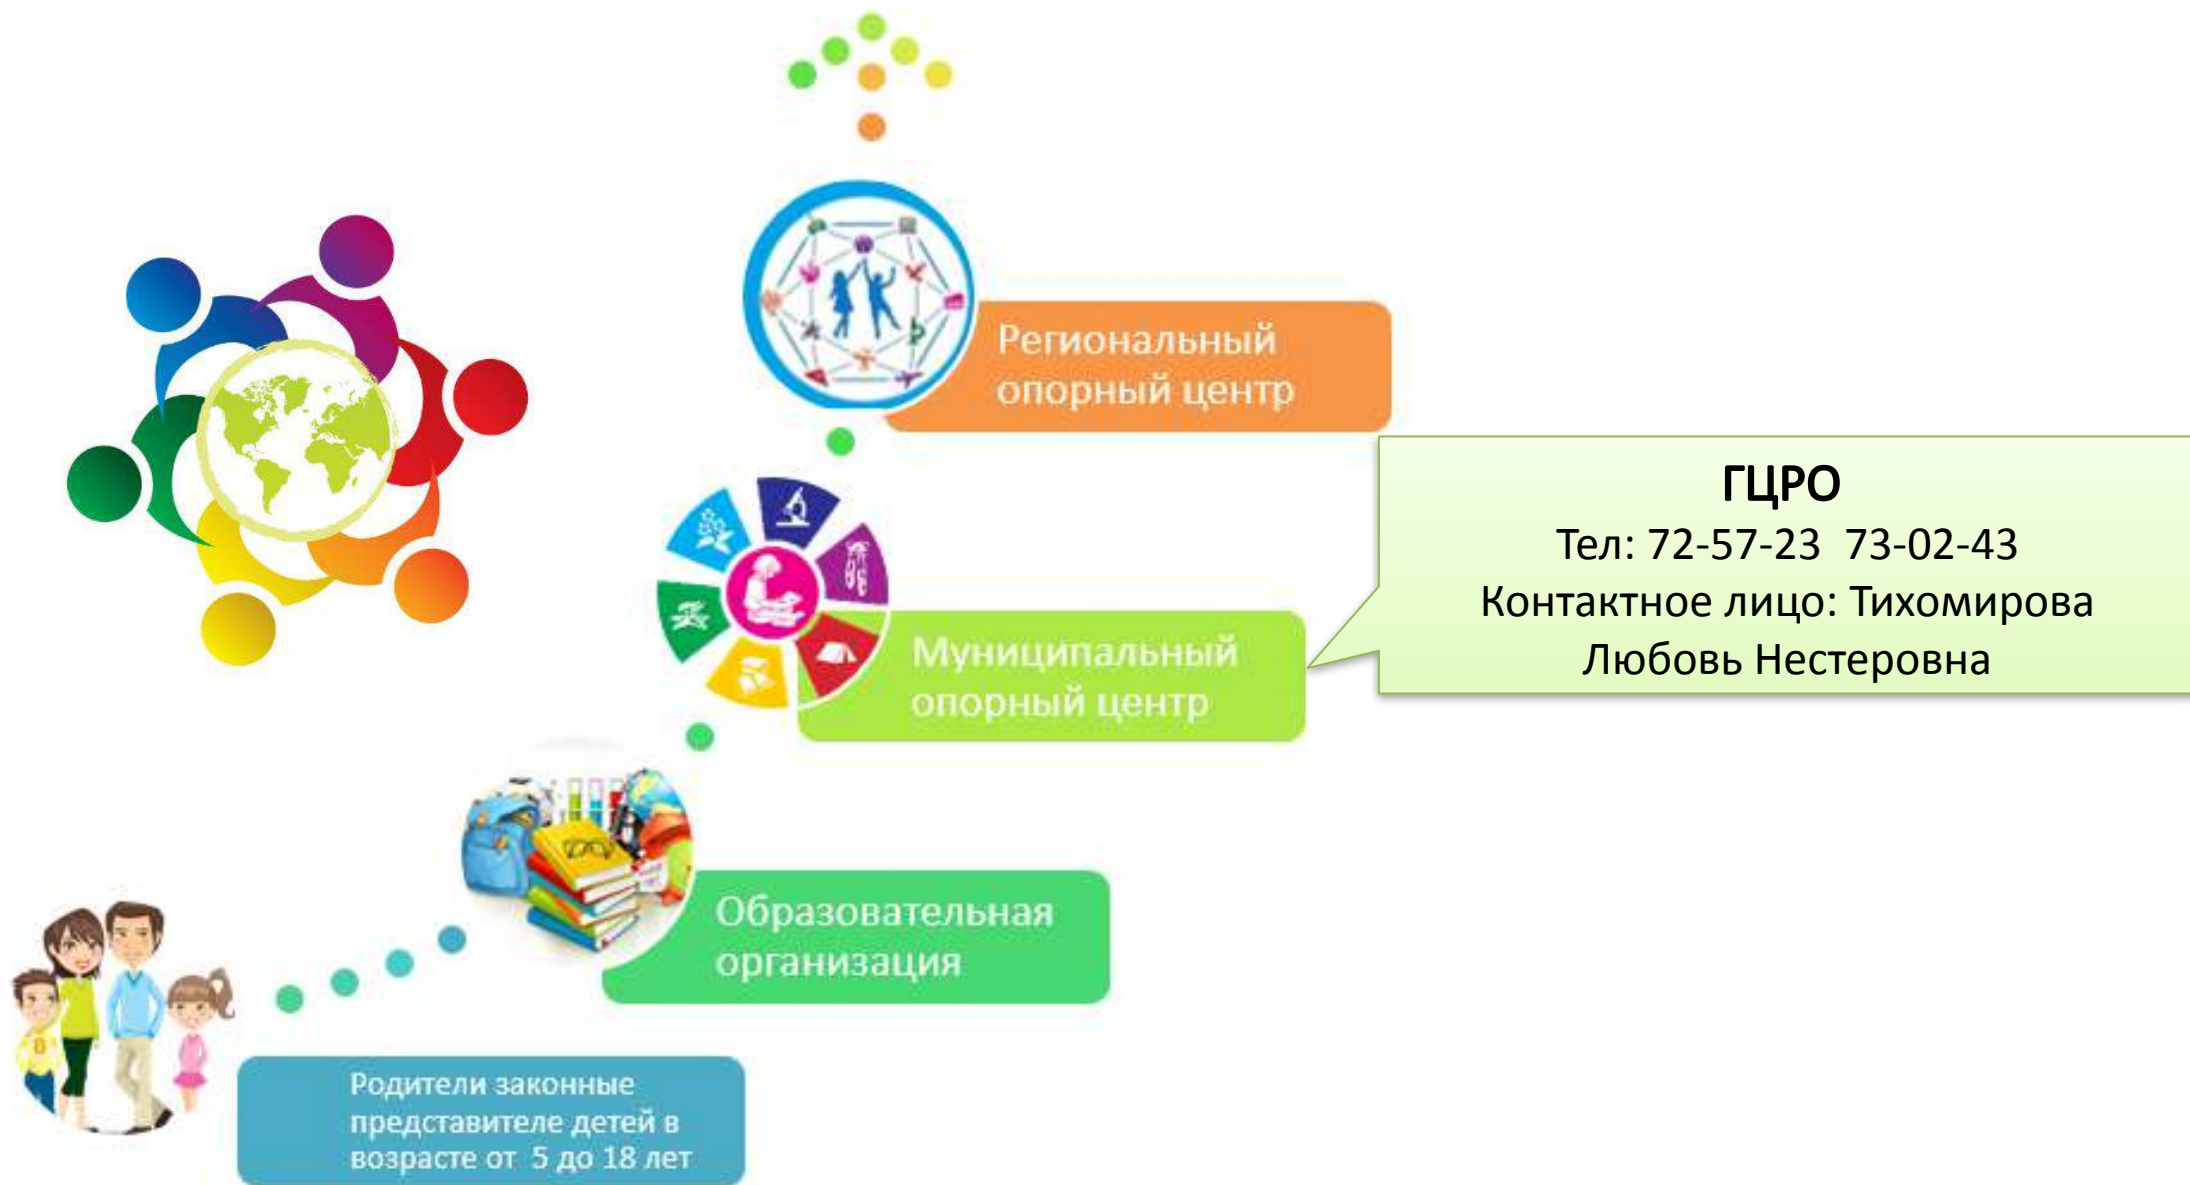 Региональный
опорный центр
ГЦРО
Тел: 72-57-23 73-02-43
Контактное лицо: Тихомирова
Любовь Нестеровна
Муниципальный
опорный центр
Образовательная
организация
Родители законные
представителе детей в
возрасте от 5 до 18 лет